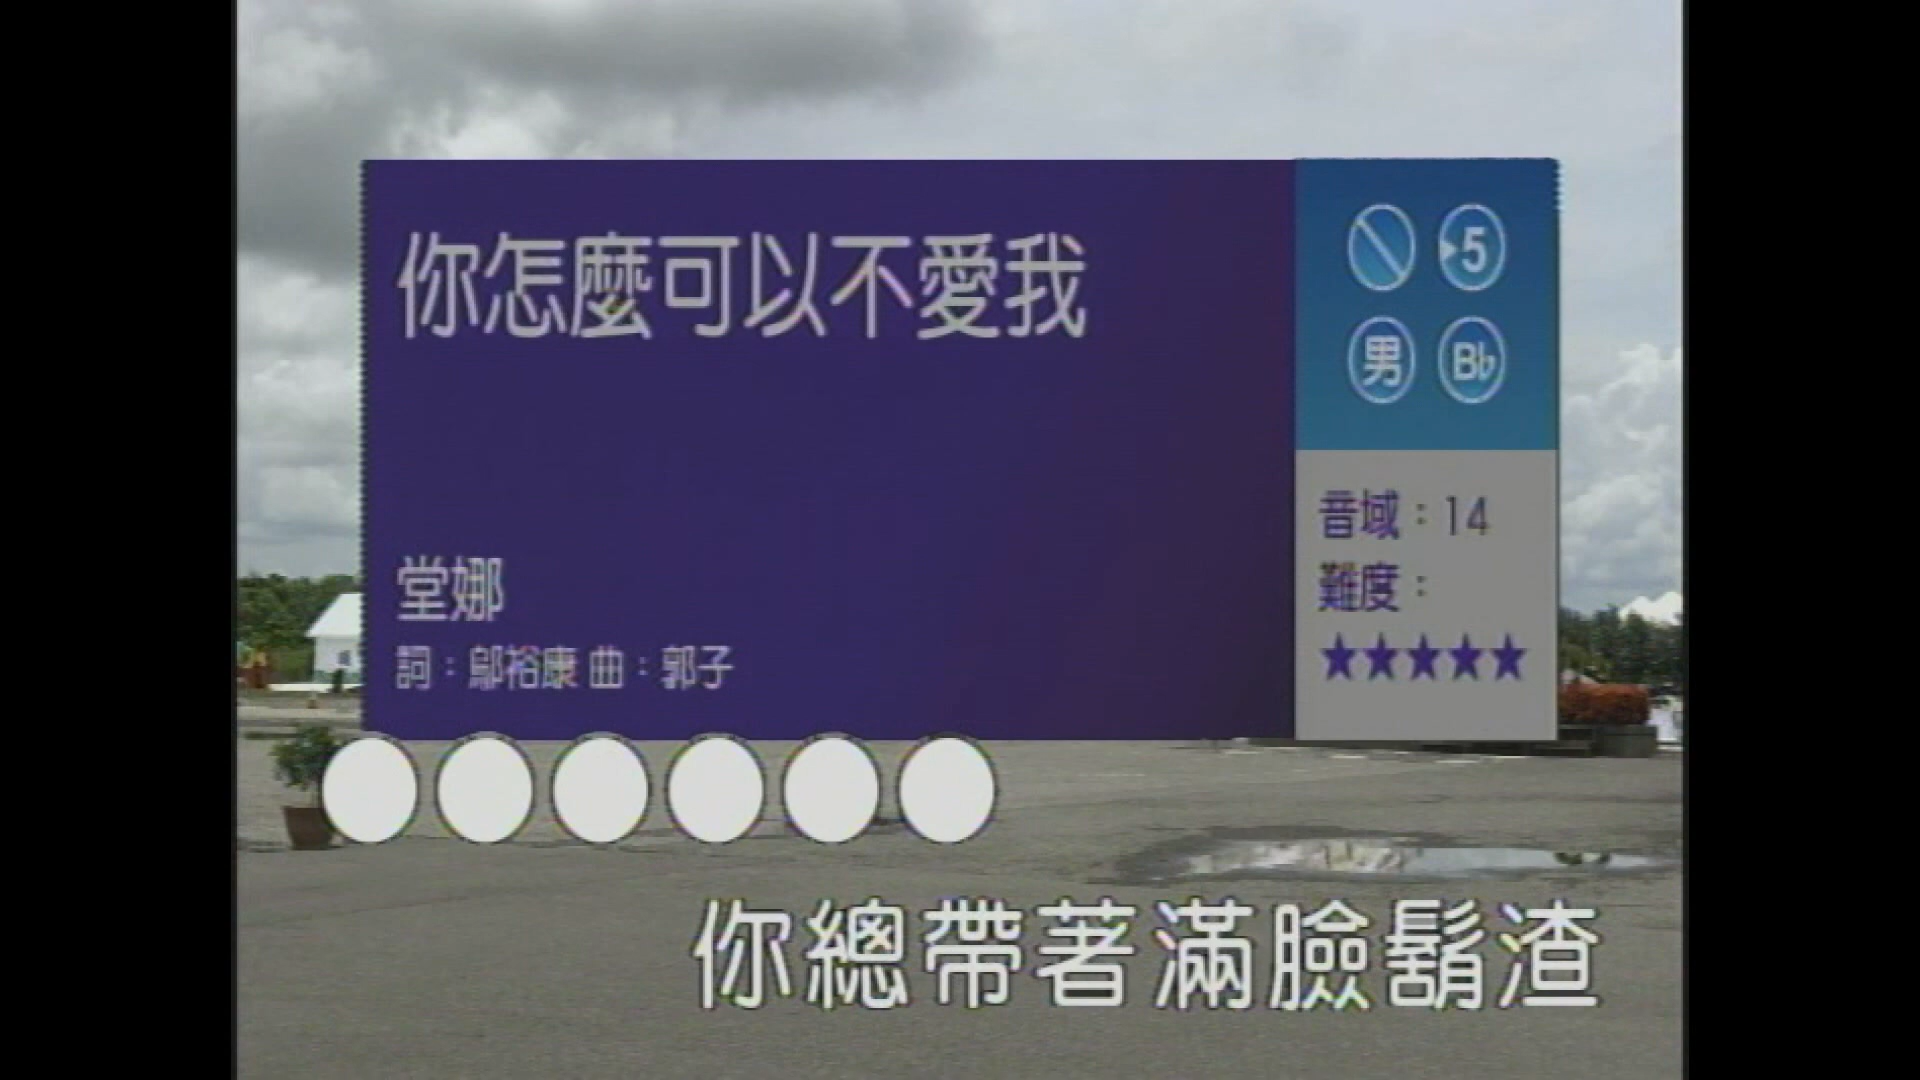 你怎麼可以不愛我
5
男 Bb
音域：14
難度：
★★★★★
堂娜
詞：鄔裕康 曲：郭子
你總帶著滿臉鬍渣